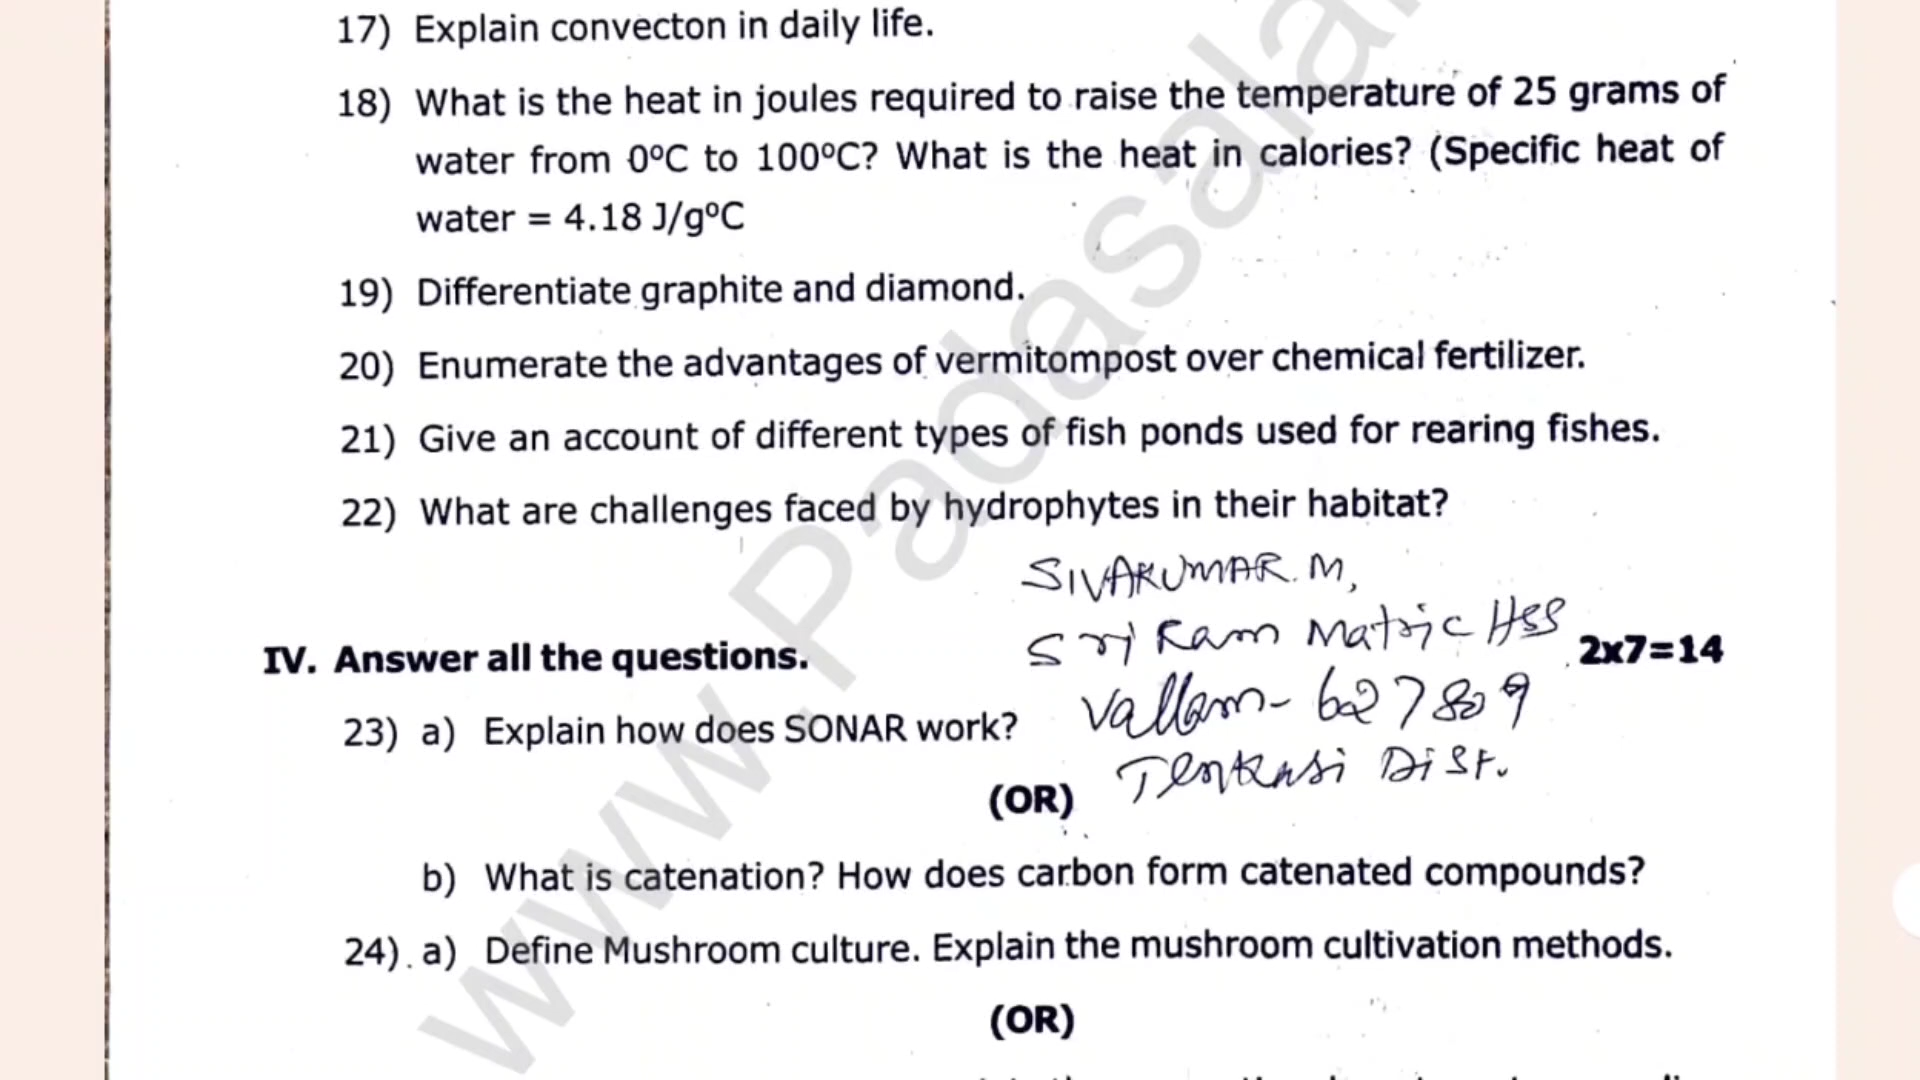 17) Explain convecton in daily life.
18) What is the heat in joules required to raise the temperature of 25 grams of
water from 0⁰C to 100⁰C? What is the heat in calories? (Specific heat of
water = 4.18 J/g⁰C
19) Differentiate graphite and diamond.
20) Enumerate the advantages of vermitompost over chemical fertilizer.
21) Give an account of different types of fish ponds used for rearing fishes.
22) What are challenges faced by hydrophytes in their habitat?
SIVAKUMAR. M,
Sri Ram Matric HSS
IV. Answer all the questions. 2x7=14
Vallam - 627809
23) a) Explain how does SONAR work?
Tenkasi Dist.
(OR)
b) What is catenation? How does carbon form catenated compounds?
24) a) Define Mushroom culture. Explain the mushroom cultivation methods.
(OR)
www.Padasalai